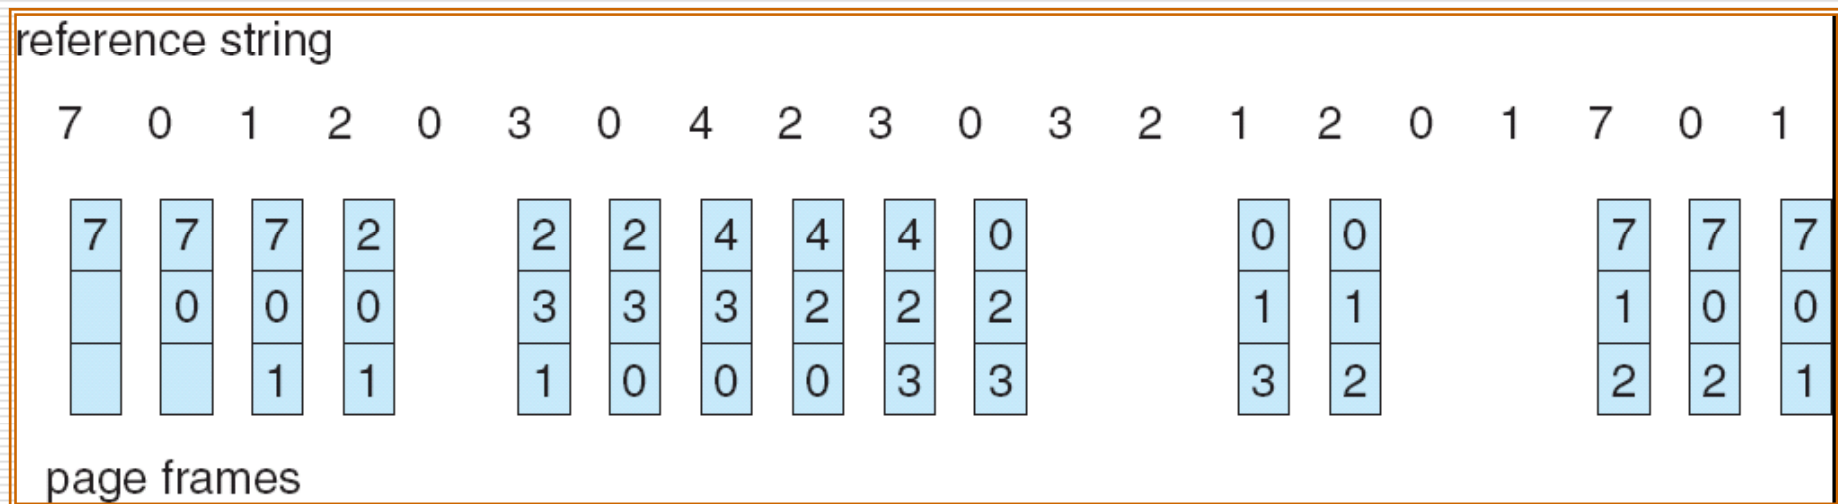 reference string
7 0 1 2 0 3 0 4 2 3 0 3 2 1 2 0 1 7 0 1
7 7 7 2 2 2 4 4 4 0 0 0 7 7 7
0 0 0 3 3 3 2 2 2 1 1 1 0 0
1 1 1 0 0 0 3 3 3 2 2 2 1
page frames